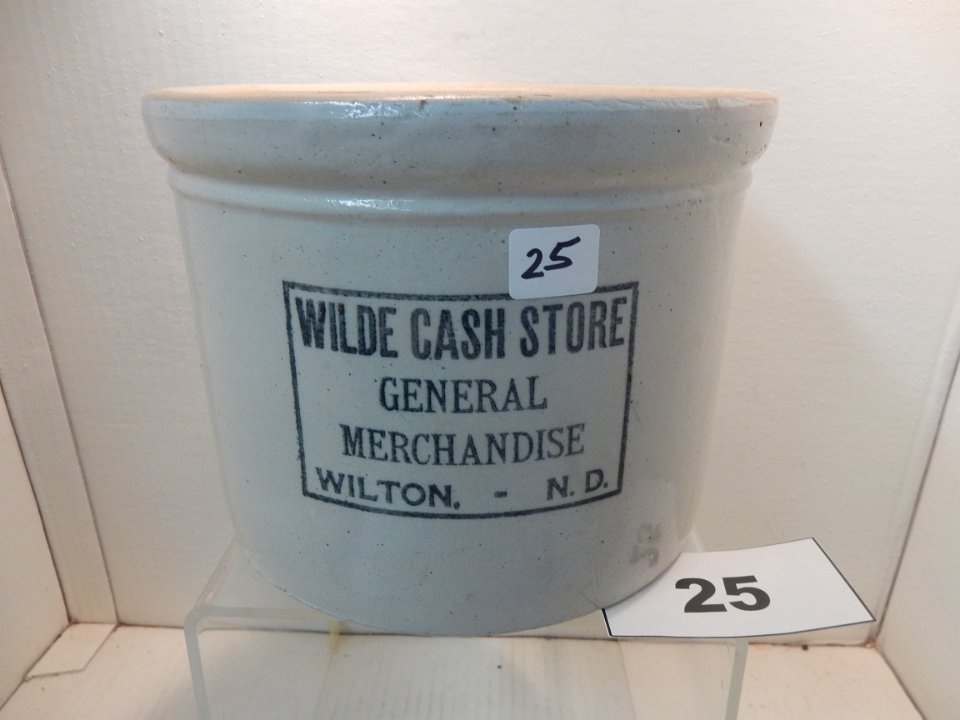 25
WILDE CASH STORE
GENERAL
MERCHANDISE
WILTON, - N. D.
25